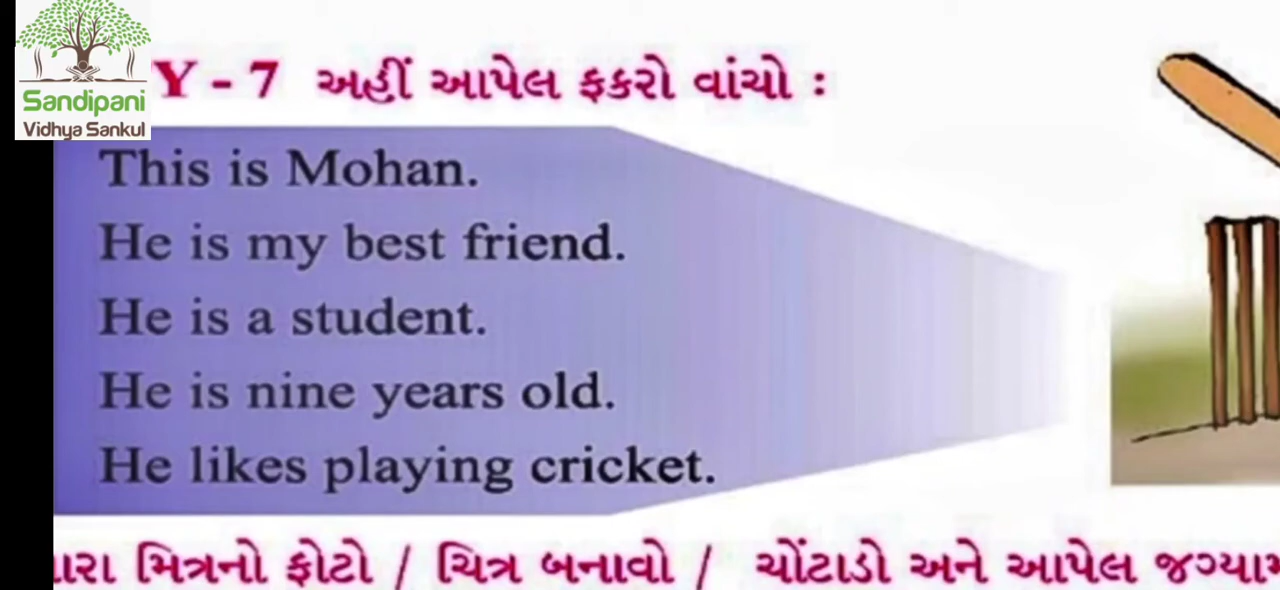 Sandipani
Vidhya Sankul
Y - 7 અહીં આપેલ ફકરો વાંચો :
This is Mohan.
He is my best friend.
He is a student.
He is nine years old.
He likes playing cricket.
મિત્રનો ફોટો / ચિત્ર બનાવો / ચોંટાડો અને આપેલ